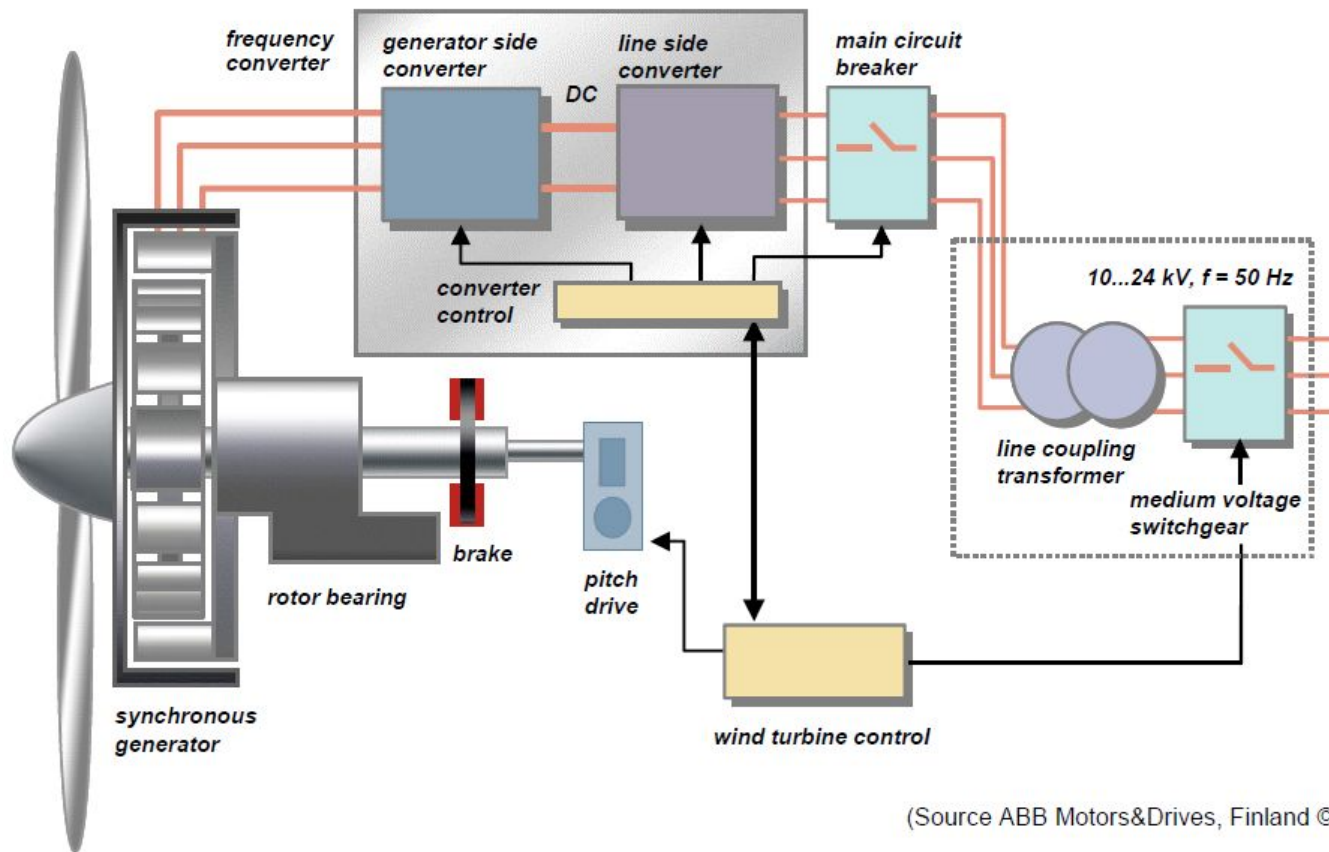 frequency
converter
generator side
converter
DC
line side
converter
main circuit
breaker
converter
control
10...24 kV, f = 50 Hz
line coupling
transformer
medium voltage
switchgear
brake
rotor bearing
pitch
drive
synchronous
generator
wind turbine control
(Source ABB Motors&Drives, Finland ©